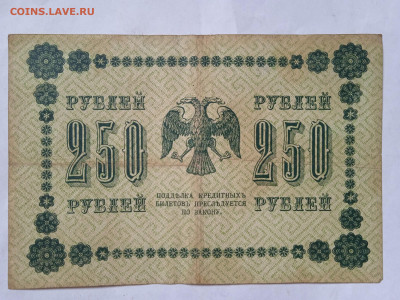 COINS.LAVE.RU
РУБЛЕЙ РУБЛЕЙ
250 250
РУБЛЕЙ РУБЛЕЙ
ПОДДѢЛКА КРЕДИТНЫХЪ
БИЛЕТОВЪ ПРЕСЛѢДУЕТСЯ
ПО ЗАКОНУ.